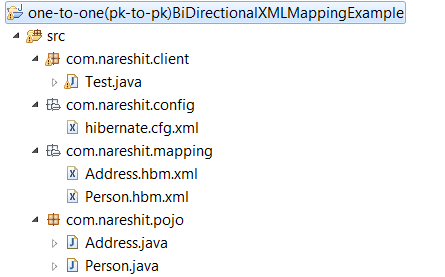 one-to-one(pk-to-pk)BiDirectionalXMLMappingExample
src
com.nareshit.client
Test.java
com.nareshit.config
hibernate.cfg.xml
com.nareshit.mapping
Address.hbm.xml
Person.hbm.xml
com.nareshit.pojo
Address.java
Person.java